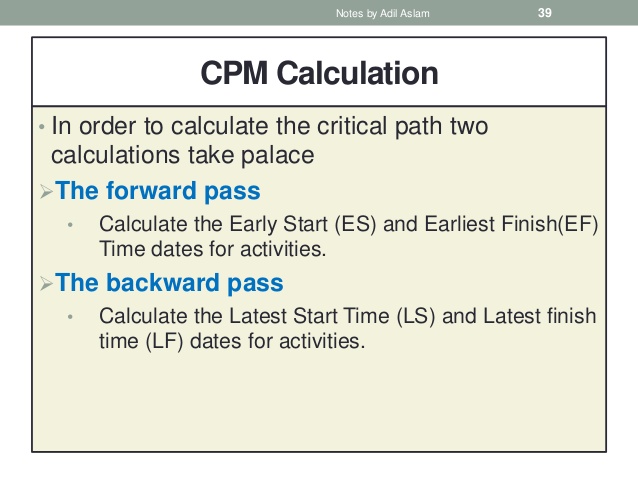 Notes by Adil Aslam 39
CPM Calculation
• In order to calculate the critical path two
calculations take palace
➢The forward pass
• Calculate the Early Start (ES) and Earliest Finish(EF)
Time dates for activities.
➢The backward pass
• Calculate the Latest Start Time (LS) and Latest finish
time (LF) dates for activities.